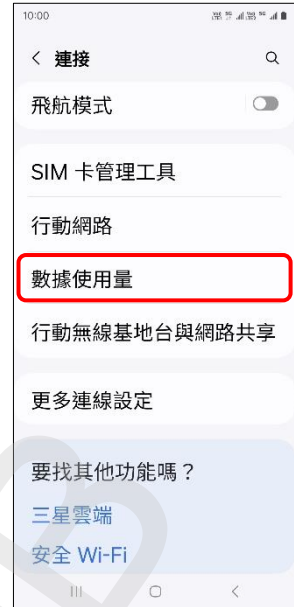 10:00
連接
飛航模式
SIM 卡管理工具
行動網路
數據使用量
行動無線基地台與網路共享
更多連線設定
要找其他功能嗎？
三星雲端
安全 Wi-Fi